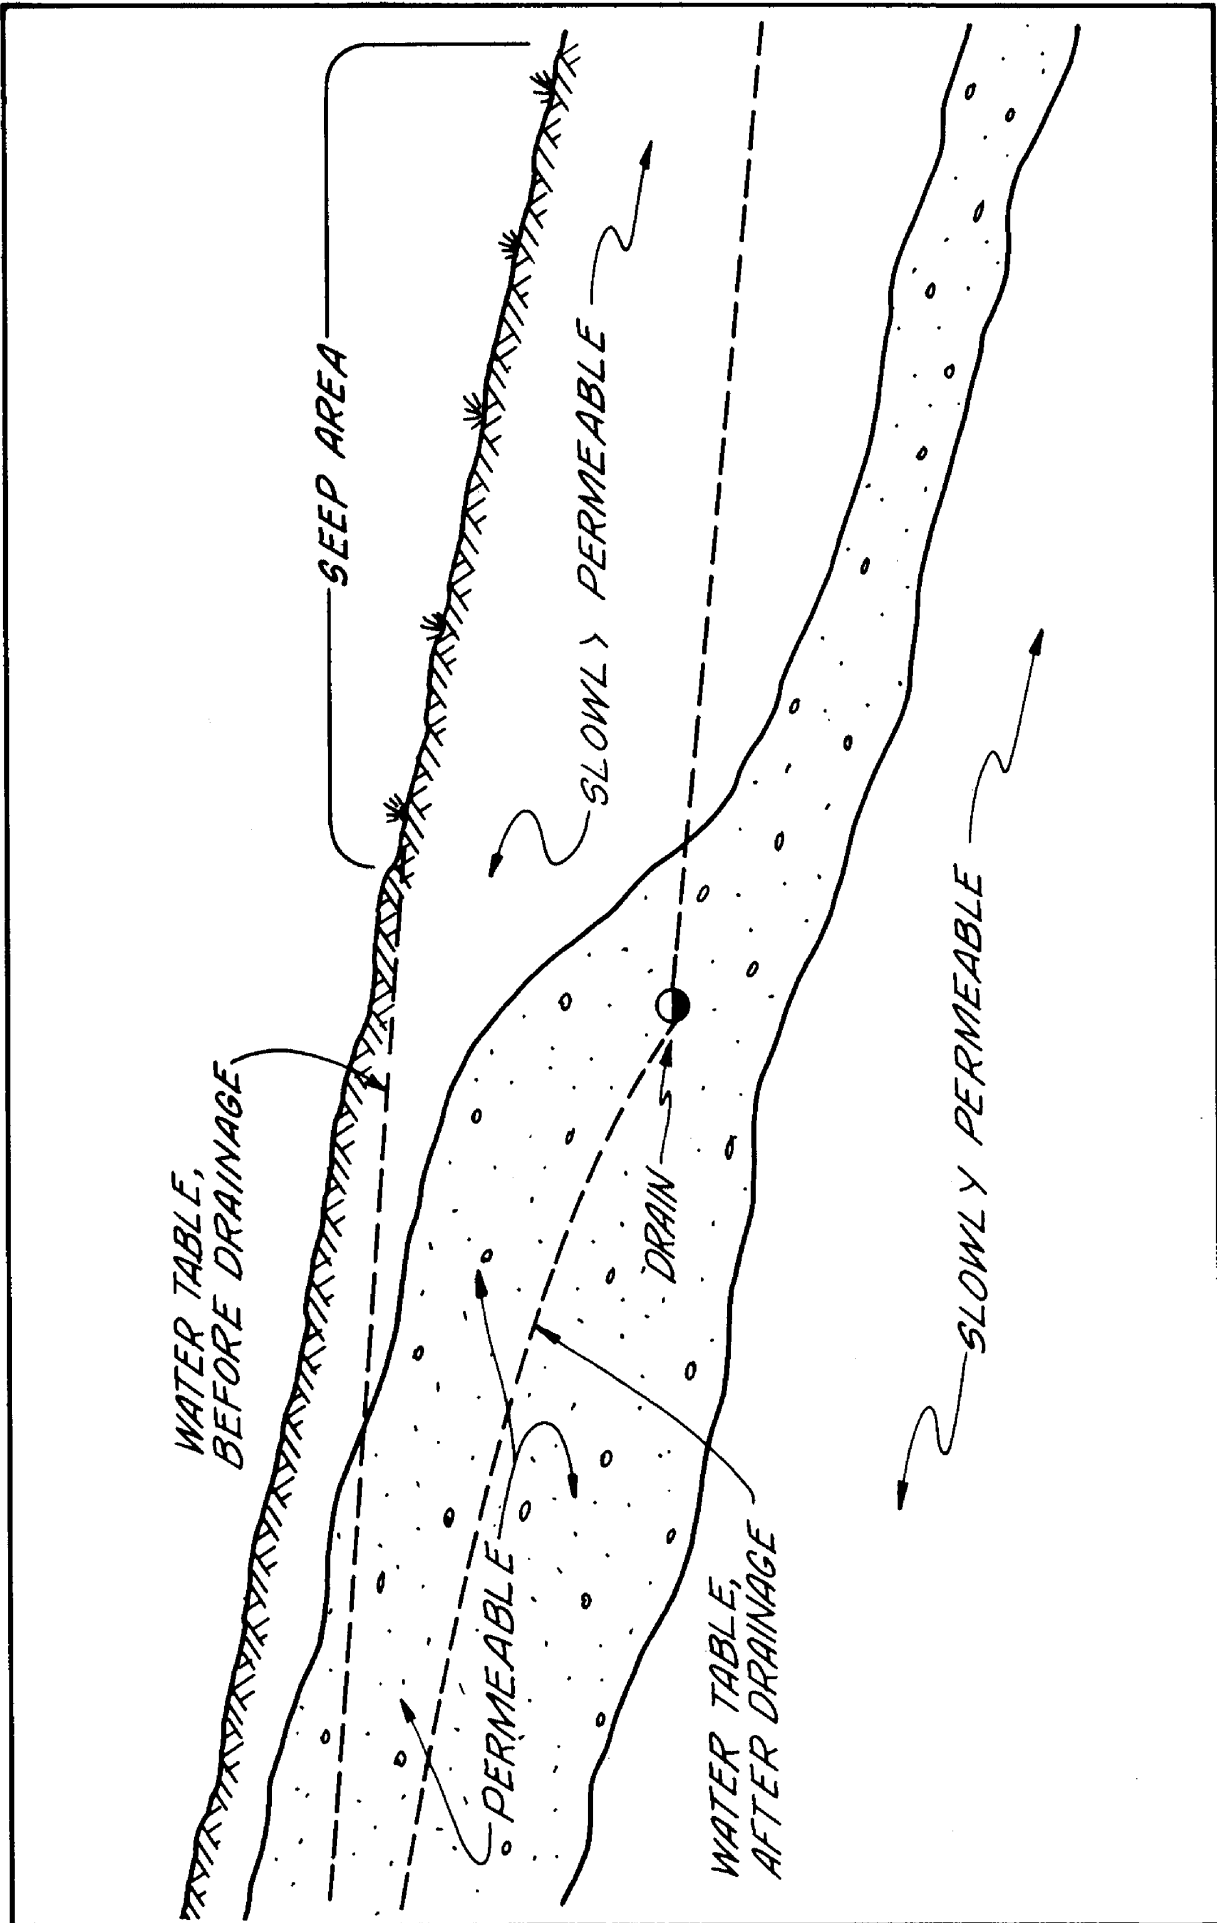 SEEP AREA
WATER TABLE,
BEFORE DRAINAGE
SLOWLY PERMEABLE
DRAIN
PERMEABLE
WATER TABLE,
AFTER DRAINAGE
SLOWLY PERMEABLE